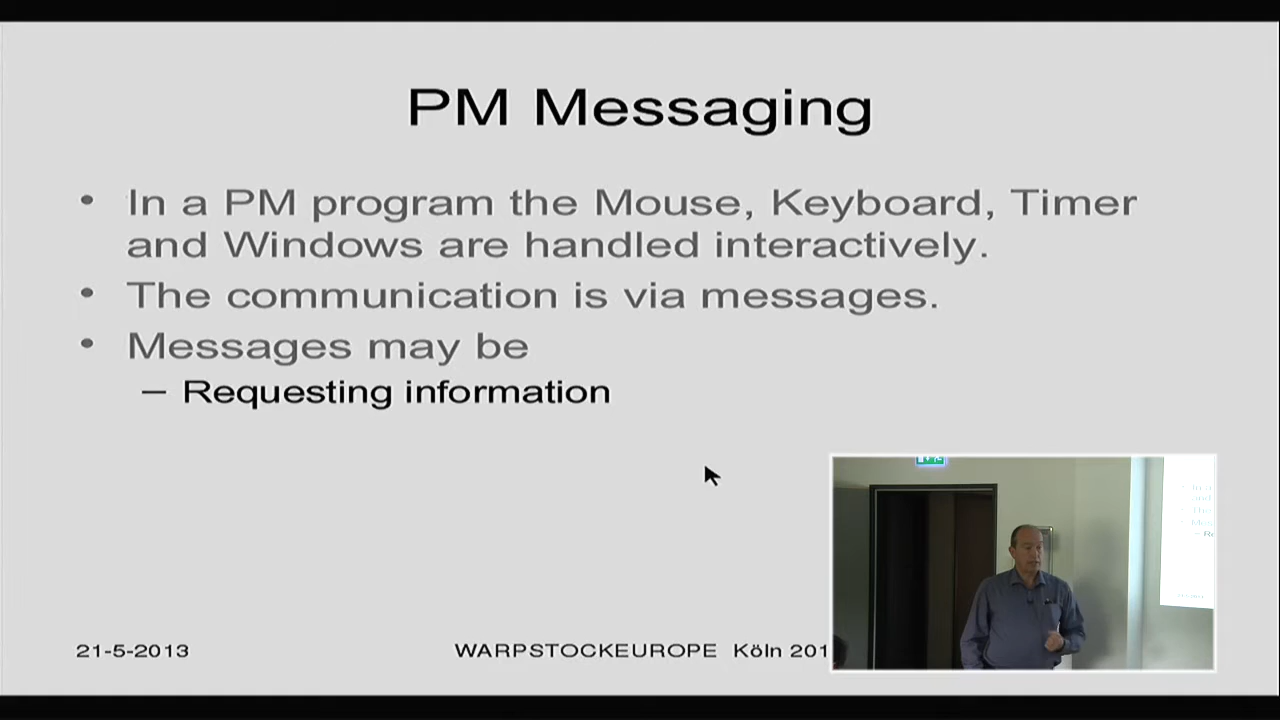 PM Messaging
• In a PM program the Mouse, Keyboard, Timer
and Windows are handled interactively.
• The communication is via messages.
• Messages may be
– Requesting information
21-5-2013
WARPSTOCKEUROPE Köln 201